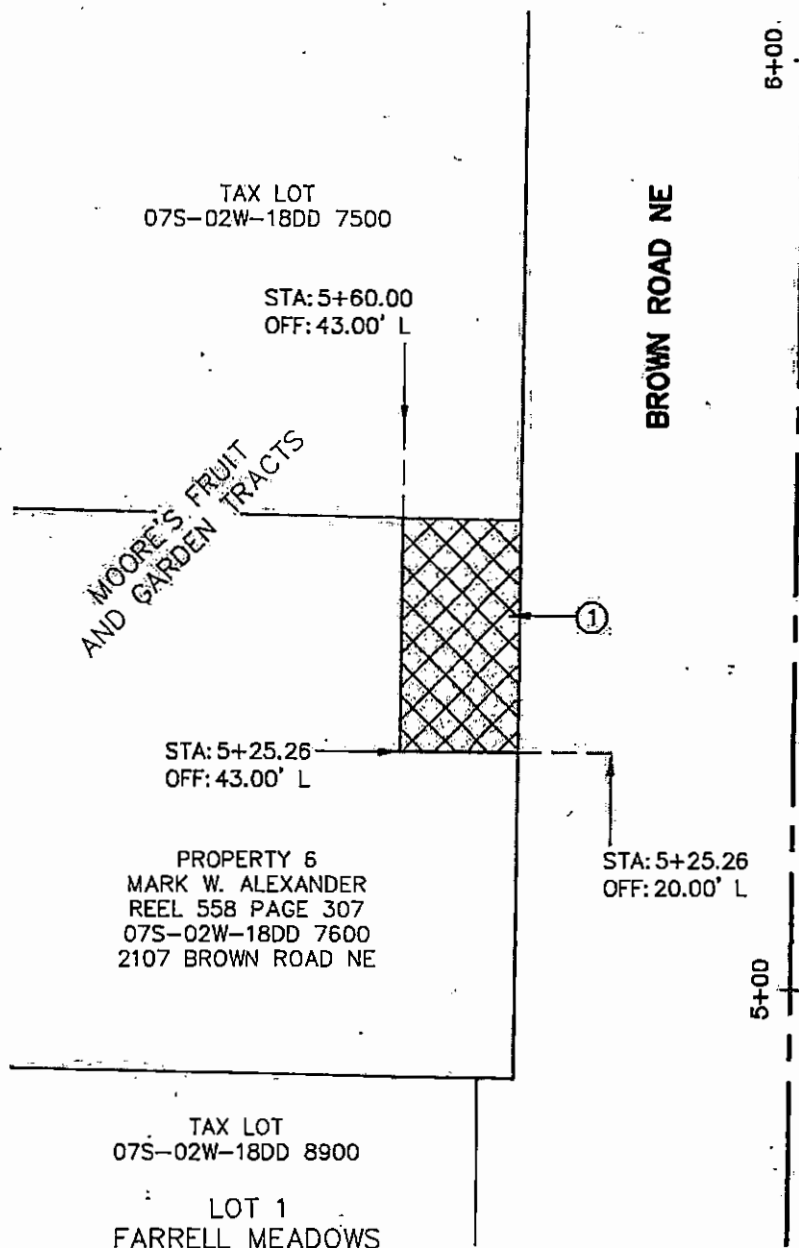 6+00
TAX LOT
07S-02W-18DD 7500
BROWN ROAD NE
STA: 5+60.00
OFF: 43.00' L
MOORE'S FRUIT
AND GARDEN TRACTS
1
STA: 5+25.26
OFF: 43.00' L
STA: 5+25.26
OFF: 20.00' L
PROPERTY 6
MARK W. ALEXANDER
REEL 558 PAGE 307
07S-02W-18DD 7600
2107 BROWN ROAD NE
5+00
TAX LOT
07S-02W-18DD 8900
LOT 1
FARRELL MEADOWS